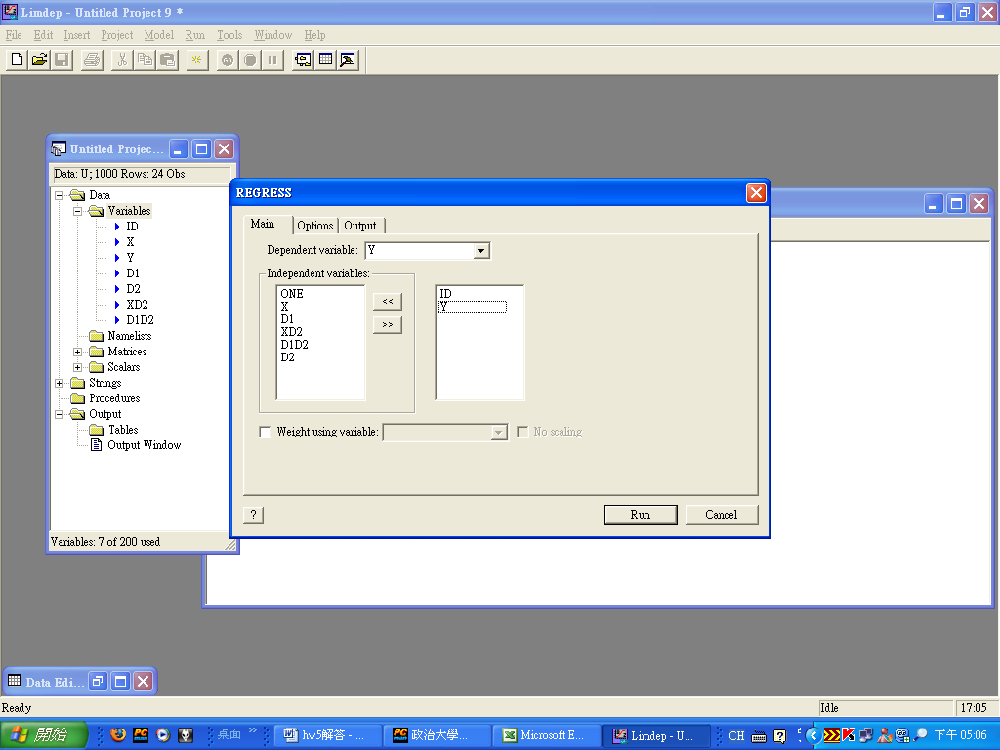 Limdep - Untitled Project 9 *
File Edit Insert Project Model Run Tools Window Help
GO
Untitled Projec...
Data: U; 1000 Rows: 24 Obs
Data
Variables
ID
X
Y
D1
D2
XD2
D1D2
Namelists
Matrices
Scalars
Strings
Procedures
Output
Tables
Output Window
Variables: 7 of 200 used
REGRESS
Main Options Output
Dependent variable: Y
Independent variables:
ONE
X
D1
XD2
D1D2
D2
<<
>>
ID
Y
Weight using variable: No scaling
? Run Cancel
Data Edi...
Ready Idle 17:05
開始 桌面 » hw5解答 - ... 政治大學... Microsoft E... Limdep - U... CH 下午 05:06